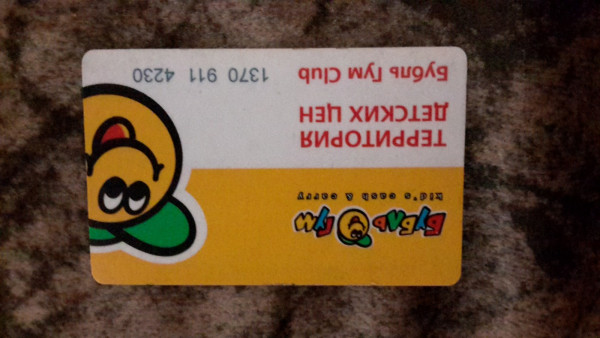 БУБЛЬ ГУМ
kid's cash & carry
ТЕРРИТОРИЯ
ДЕТСКИХ ЦЕН
Бубль Гум Club 1370 911 4230